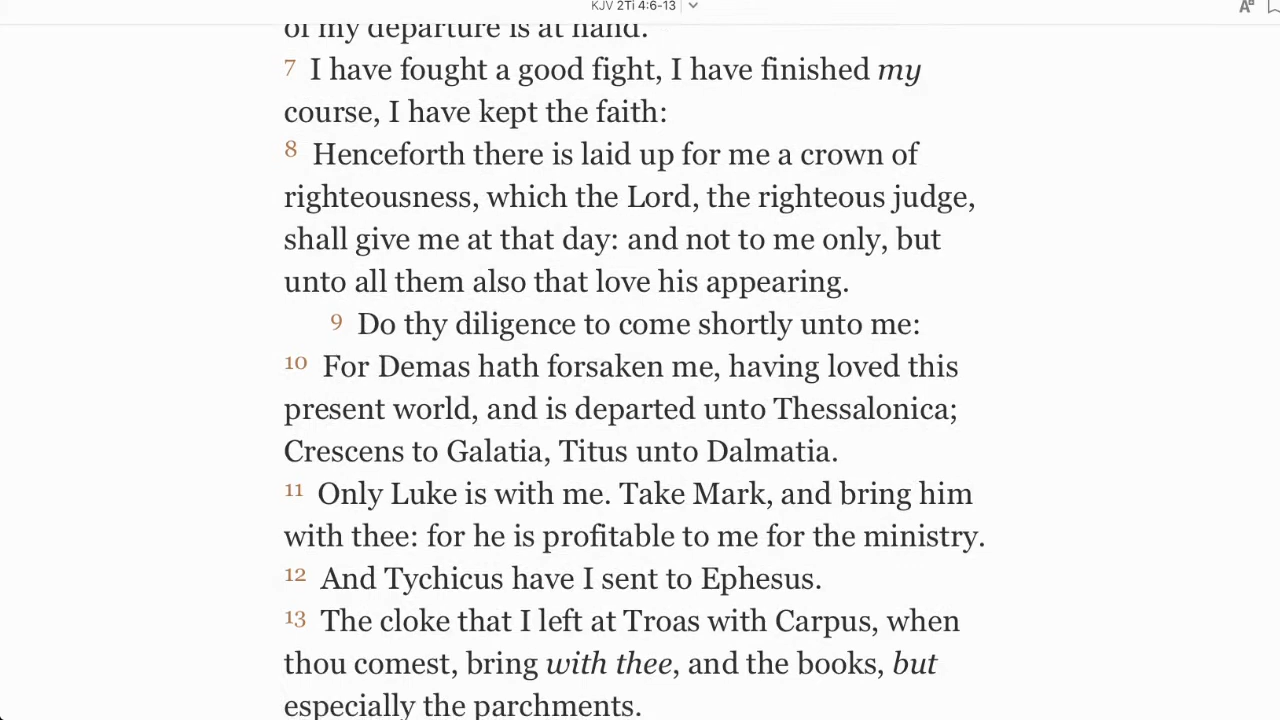 KJV 2Ti 4:6-13
of my departure is at hand.
7 I have fought a good fight, I have finished my
course, I have kept the faith:
8 Henceforth there is laid up for me a crown of
righteousness, which the Lord, the righteous judge,
shall give me at that day: and not to me only, but
unto all them also that love his appearing.
9 Do thy diligence to come shortly unto me:
10 For Demas hath forsaken me, having loved this
present world, and is departed unto Thessalonica;
Crescens to Galatia, Titus unto Dalmatia.
11 Only Luke is with me. Take Mark, and bring him
with thee: for he is profitable to me for the ministry.
12 And Tychicus have I sent to Ephesus.
13 The cloke that I left at Troas with Carpus, when
thou comest, bring with thee, and the books, but
especially the parchments.